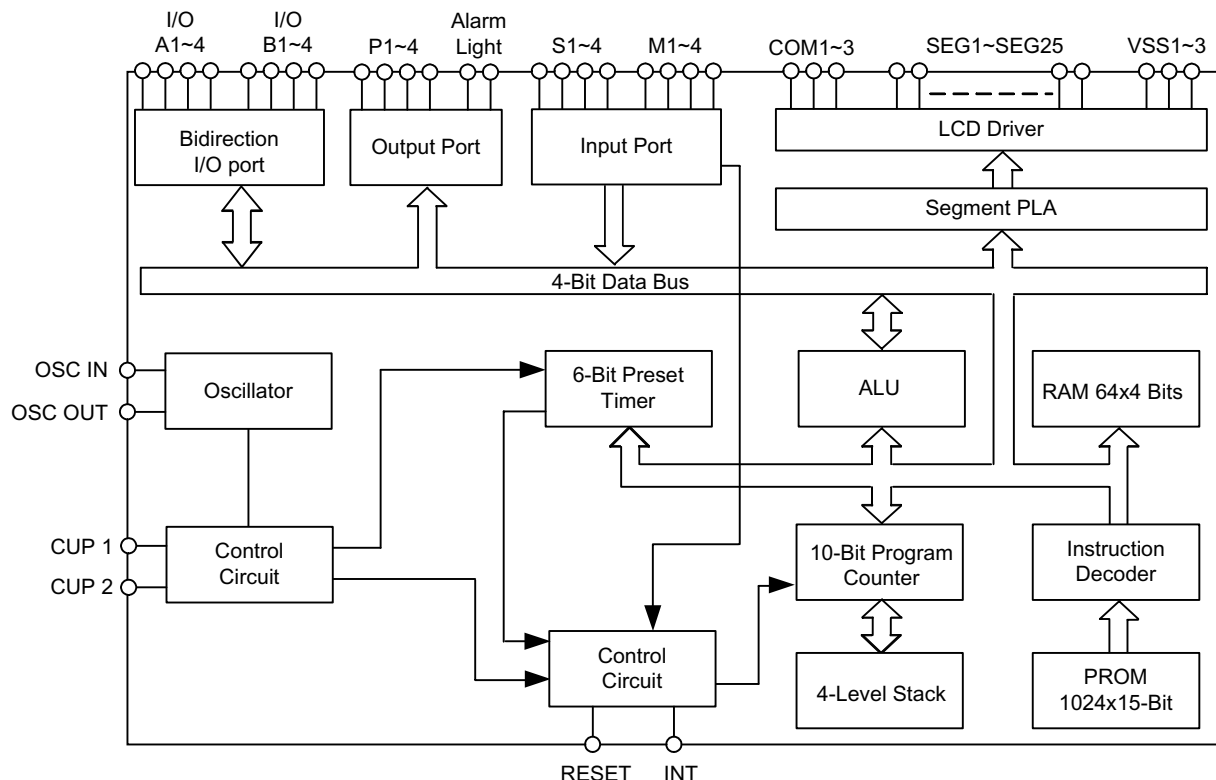 I/O
A1~4
I/O
B1~4
P1~4
Alarm
Light
S1~4
M1~4
COM1~3
SEG1~SEG25
VSS1~3
Bidirection
I/O port
Output Port
Input Port
LCD Driver
Segment PLA
4-Bit Data Bus
OSC IN
OSC OUT
Oscillator
6-Bit Preset
Timer
ALU
RAM 64x4 Bits
CUP 1
CUP 2
Control
Circuit
10-Bit Program
Counter
Instruction
Decoder
Control
Circuit
4-Level Stack
PROM
1024x15-Bit
RESET
INT